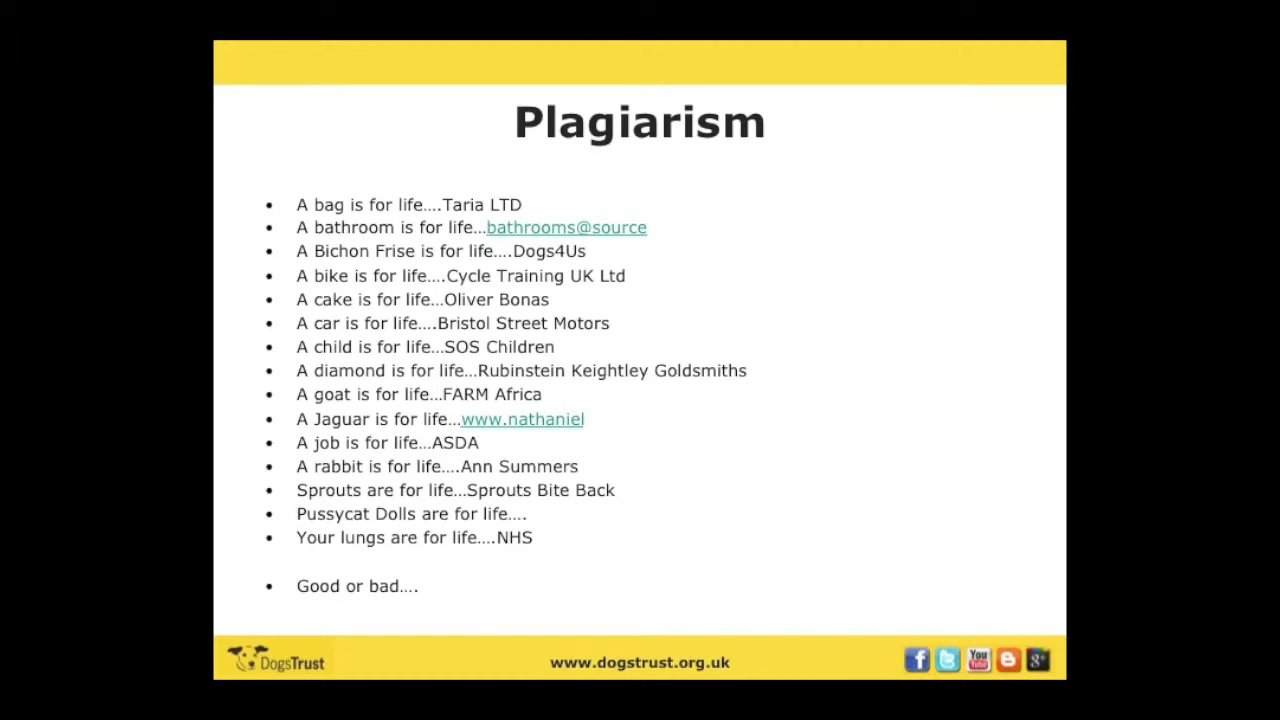 Plagiarism
• A bag is for life....Taria LTD
• A bathroom is for life...bathrooms@source
• A Bichon Frise is for life....Dogs4Us
• A bike is for life....Cycle Training UK Ltd
• A cake is for life...Oliver Bonas
• A car is for life....Bristol Street Motors
• A child is for life...SOS Children
• A diamond is for life...Rubinstein Keightley Goldsmiths
• A goat is for life...FARM Africa
• A Jaguar is for life...www.nathaniel
• A job is for life...ASDA
• A rabbit is for life....Ann Summers
• Sprouts are for life...Sprouts Bite Back
• Pussycat Dolls are for life....
• Your lungs are for life....NHS
• Good or bad....
DogsTrust
www.dogstrust.org.uk
You Tube
g+